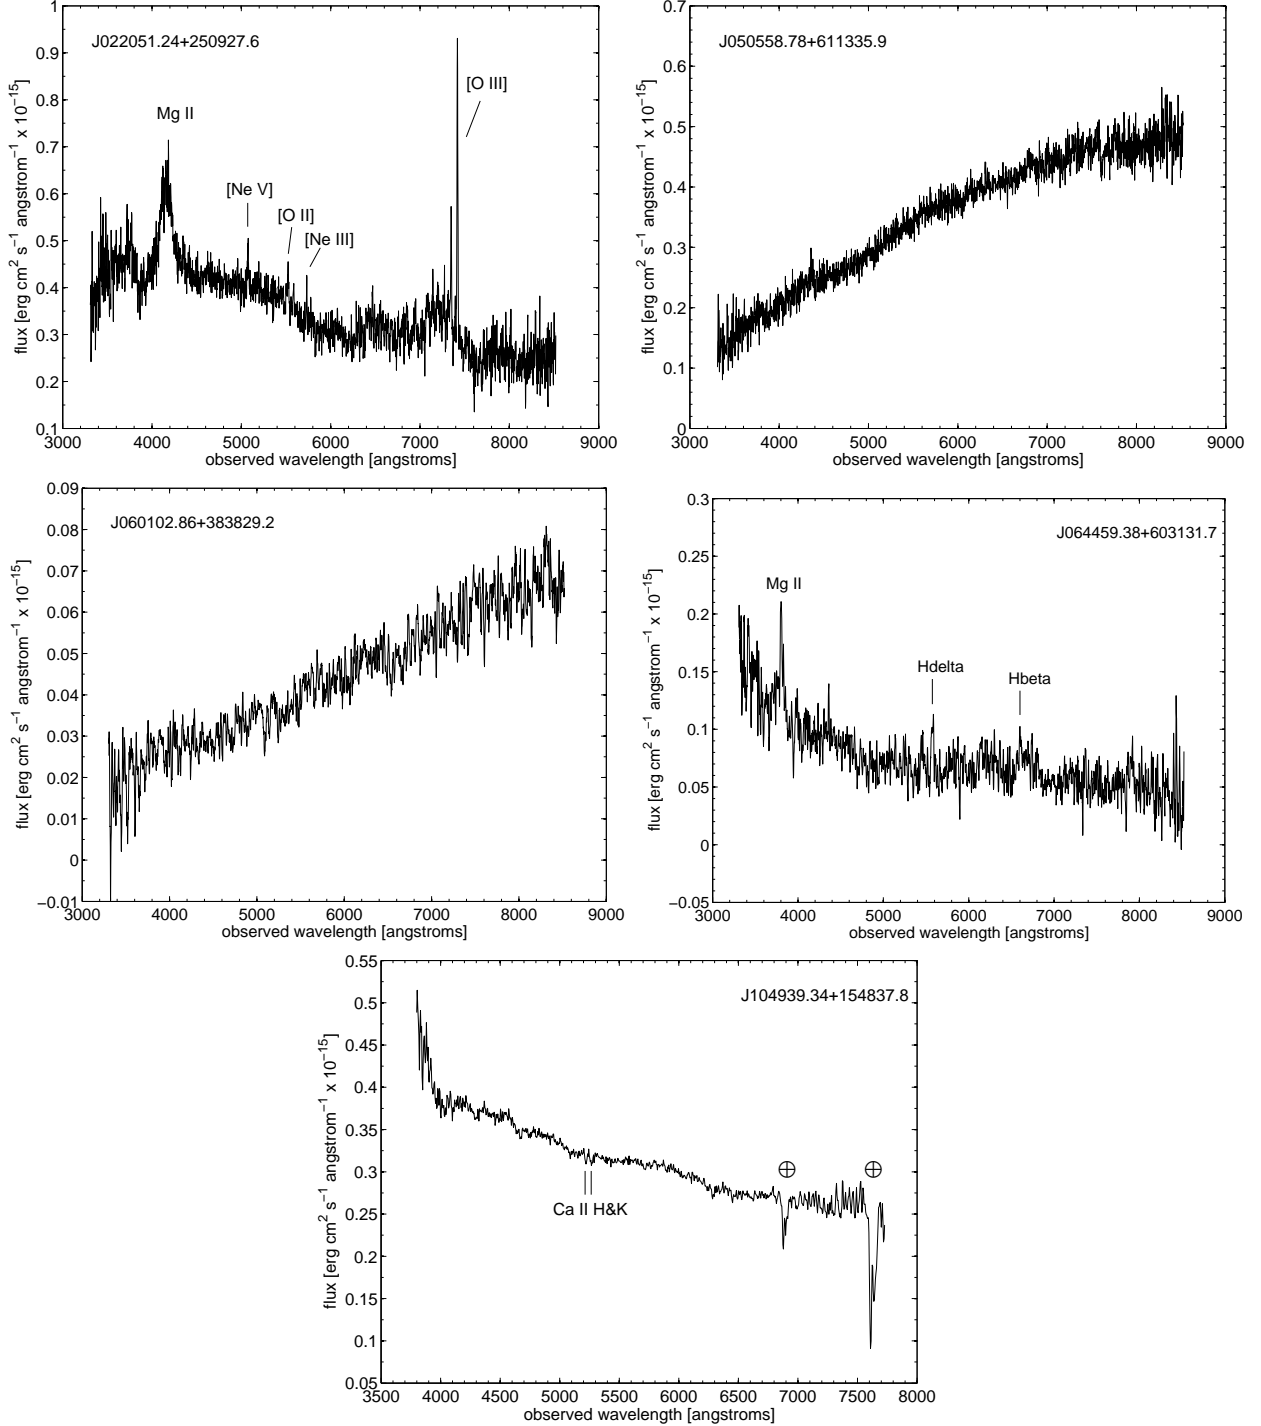 J022051.24+250927.6
Mg II
[Ne V]
[O II]
[Ne III]
[O III]
1
0.9
0.8
0.7
0.6
0.5
0.4
0.3
0.2
0.1
3000 4000 5000 6000 7000 8000 9000
observed wavelength [angstroms]
flux [erg cm² s⁻¹ angstrom⁻¹ x 10⁻¹⁵]
J050558.78+611335.9
0.7
0.6
0.5
0.4
0.3
0.2
0.1
0
3000 4000 5000 6000 7000 8000 9000
observed wavelength [angstroms]
flux [erg cm² s⁻¹ angstrom⁻¹ x 10⁻¹⁵]
J060102.86+383829.2
0.09
0.08
0.07
0.06
0.05
0.04
0.03
0.02
0.01
0
−0.01
3000 4000 5000 6000 7000 8000 9000
observed wavelength [angstroms]
flux [erg cm² s⁻¹ angstrom⁻¹ x 10⁻¹⁵]
J064459.38+603131.7
Mg II
Hdelta
Hbeta
0.3
0.25
0.2
0.15
0.1
0.05
0
−0.05
3000 4000 5000 6000 7000 8000 9000
observed wavelength [angstroms]
flux [erg cm² s⁻¹ angstrom⁻¹ x 10⁻¹⁵]
J104939.34+154837.8
Ca II H&K
⊕ ⊕
0.55
0.5
0.45
0.4
0.35
0.3
0.25
0.2
0.15
0.1
0.05
3500 4000 4500 5000 5500 6000 6500 7000 7500 8000
observed wavelength [angstroms]
flux [erg cm² s⁻¹ angstrom⁻¹ x 10⁻¹⁵]